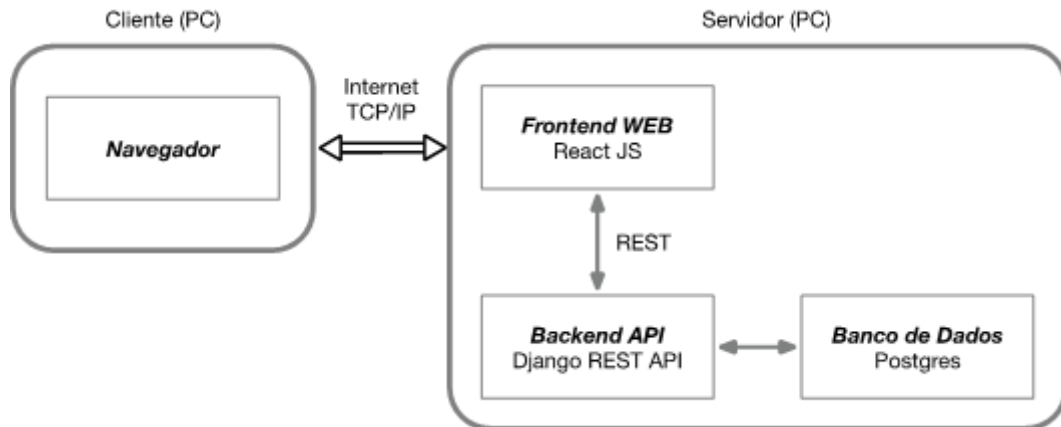 Cliente (PC)
Servidor (PC)
Internet
TCP/IP
Navegador
Frontend WEB
React JS
REST
Backend API
Django REST API
Banco de Dados
Postgres